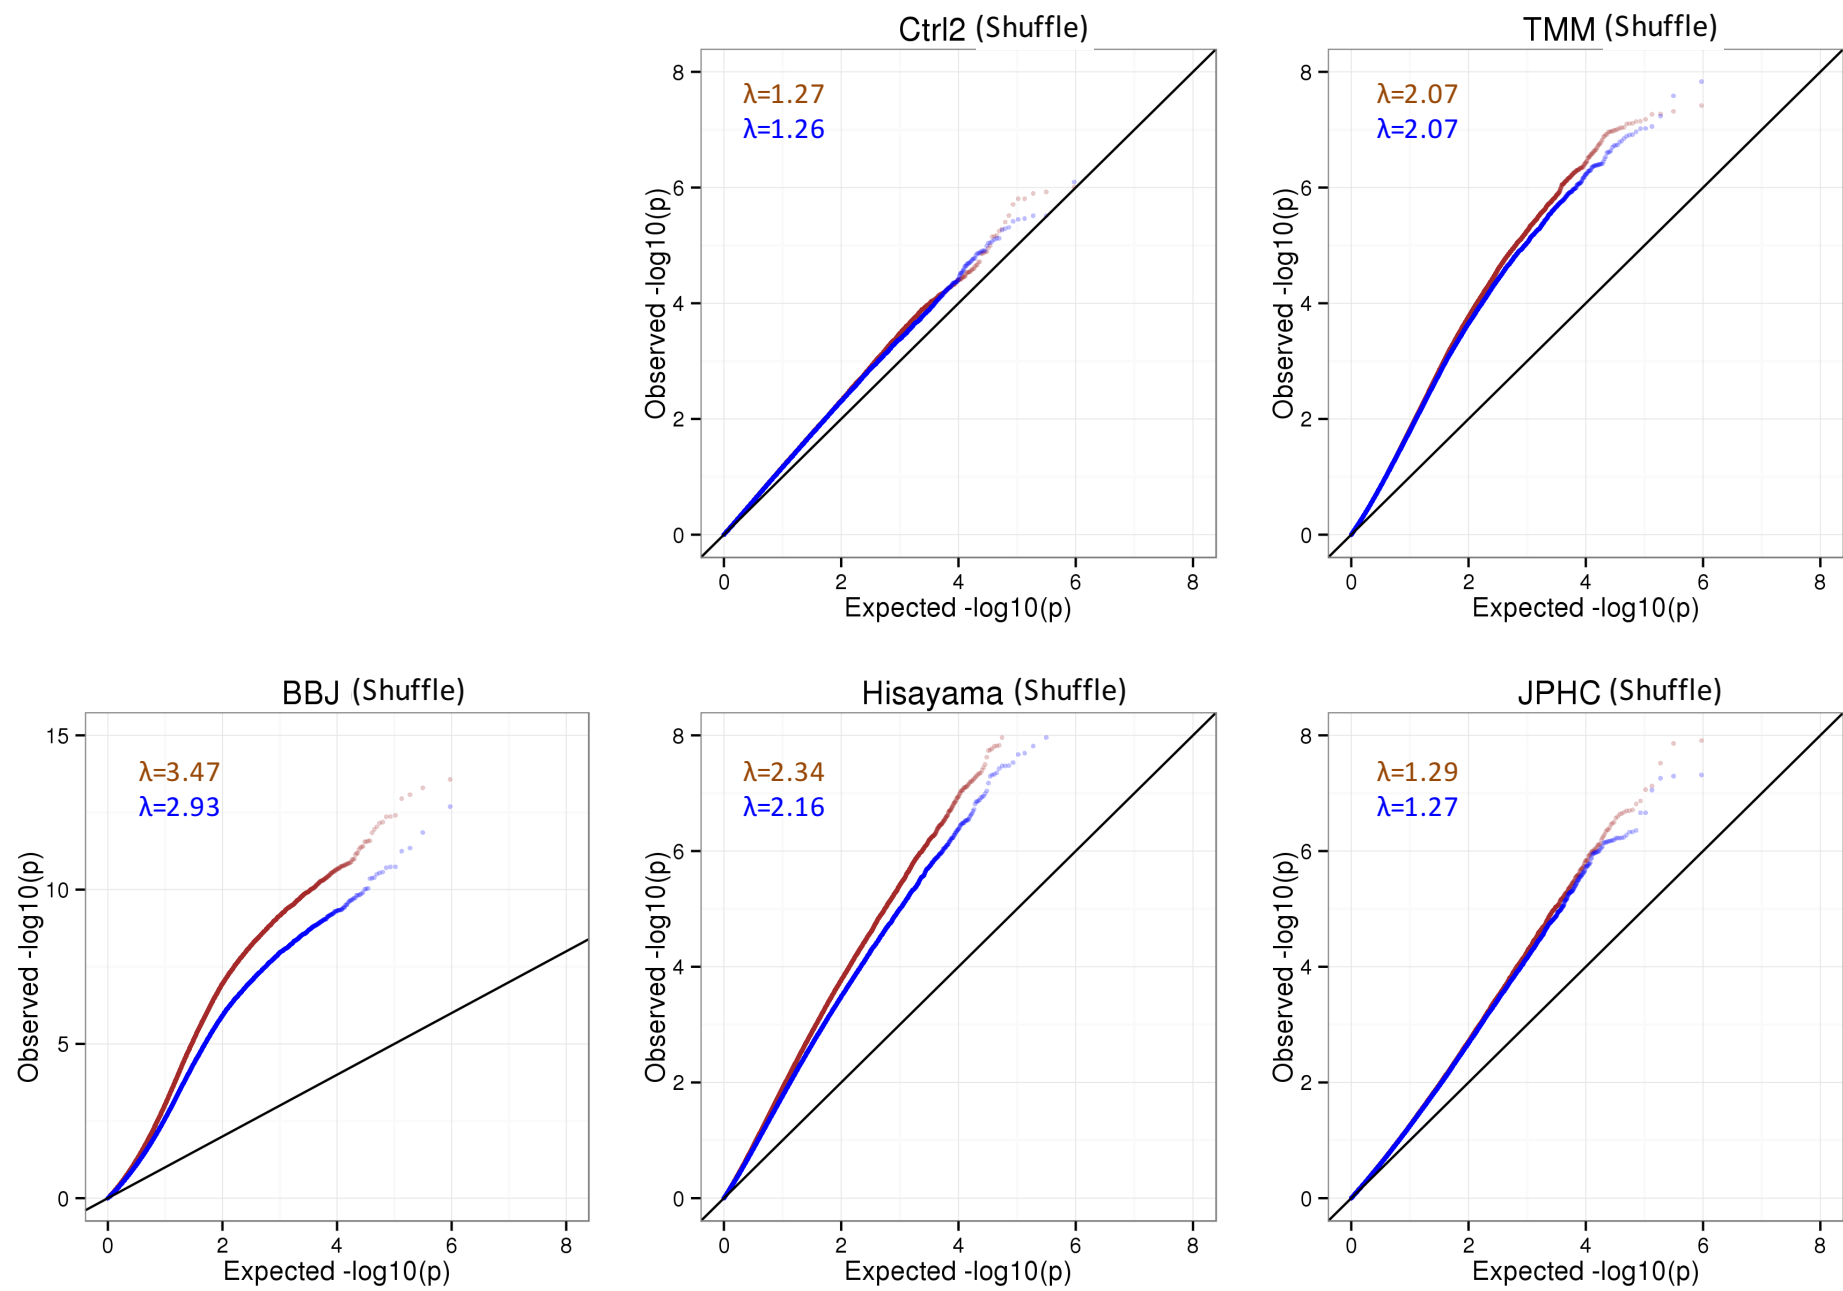 Ctrl2 (Shuffle)
λ=1.27
λ=1.26
8
6
4
2
0
Observed -log10(p)
0 2 4 6 8
Expected -log10(p)
TMM (Shuffle)
λ=2.07
λ=2.07
8
6
4
2
0
Observed -log10(p)
0 2 4 6 8
Expected -log10(p)
BBJ (Shuffle)
λ=3.47
λ=2.93
15
10
5
0
Observed -log10(p)
0 2 4 6 8
Expected -log10(p)
Hisayama (Shuffle)
λ=2.34
λ=2.16
8
6
4
2
0
Observed -log10(p)
0 2 4 6 8
Expected -log10(p)
JPHC (Shuffle)
λ=1.29
λ=1.27
8
6
4
2
0
Observed -log10(p)
0 2 4 6 8
Expected -log10(p)